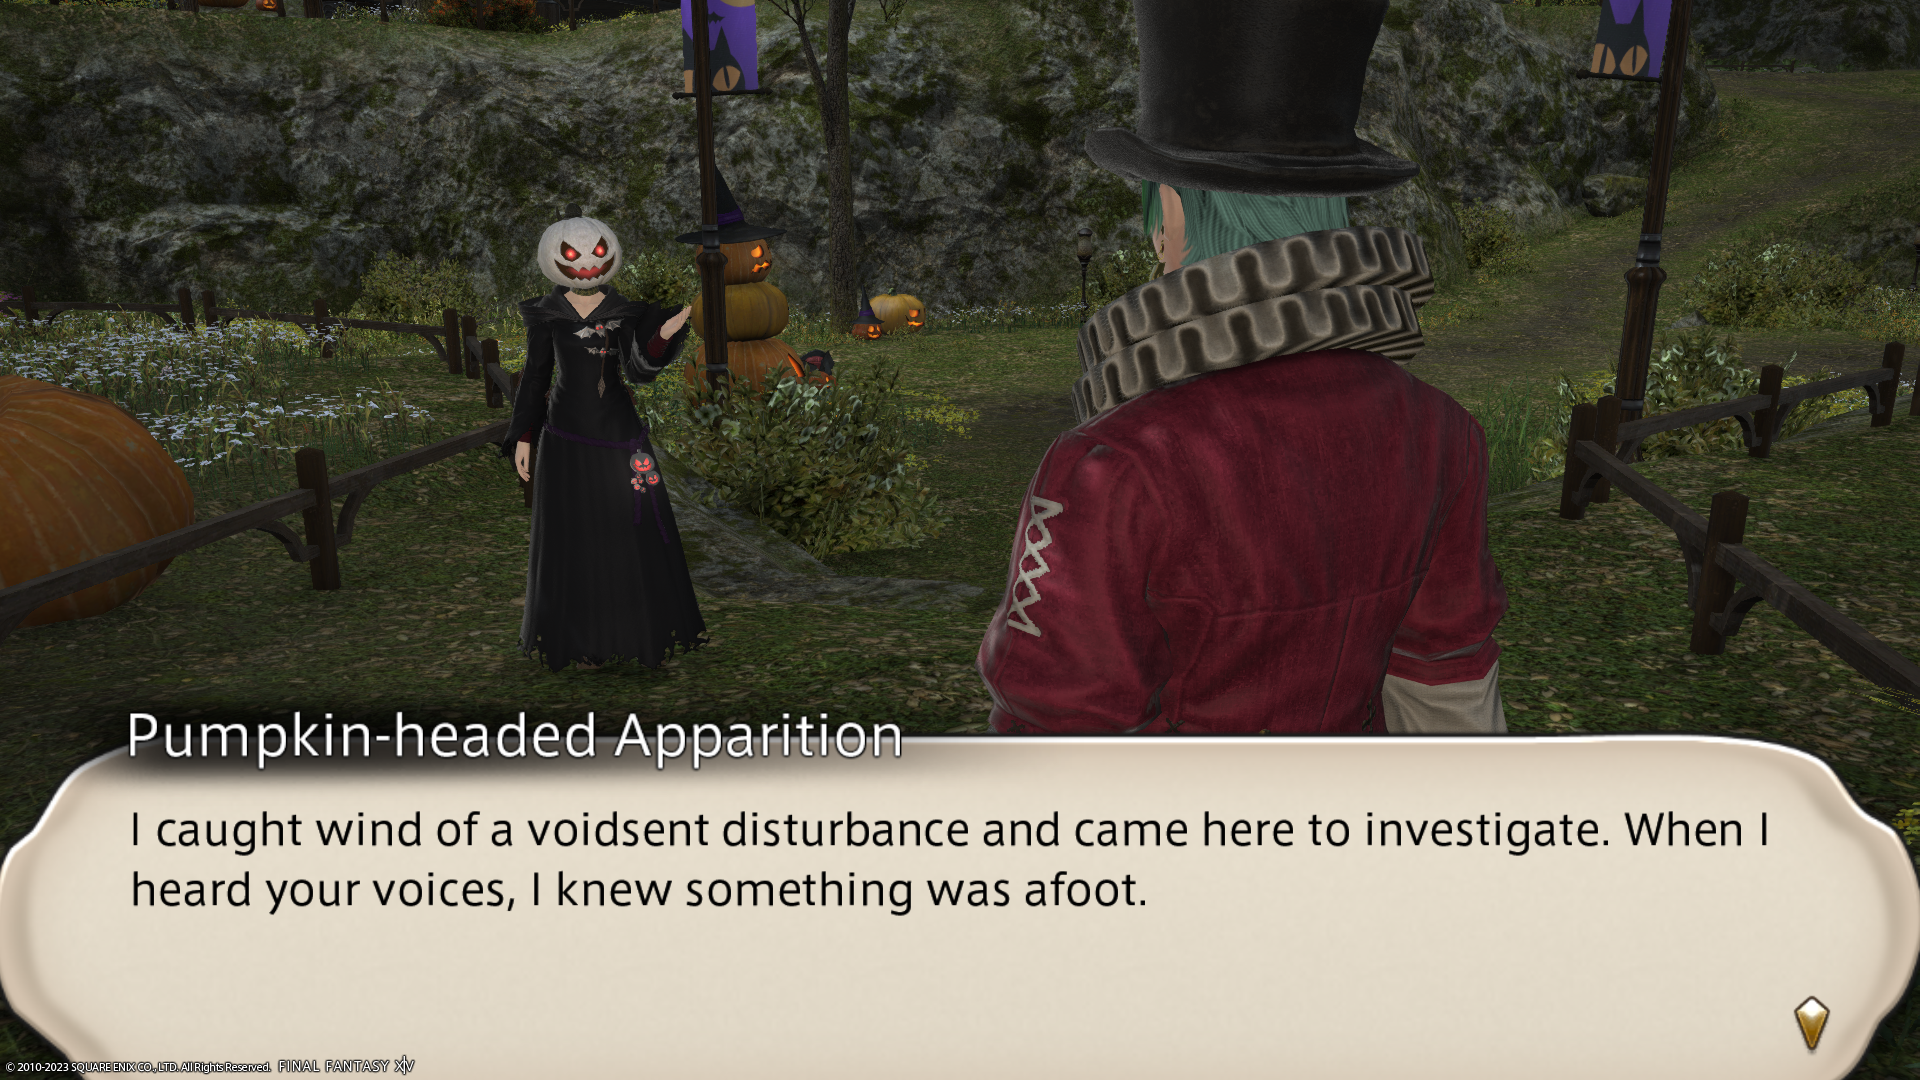 Pumpkin-headed Apparition
I caught wind of a voidsent disturbance and came here to investigate. When I
heard your voices, I knew something was afoot.
© 2010-2023 SQUARE ENIX CO., LTD. All Rights Reserved. FINAL FANTASY XIV